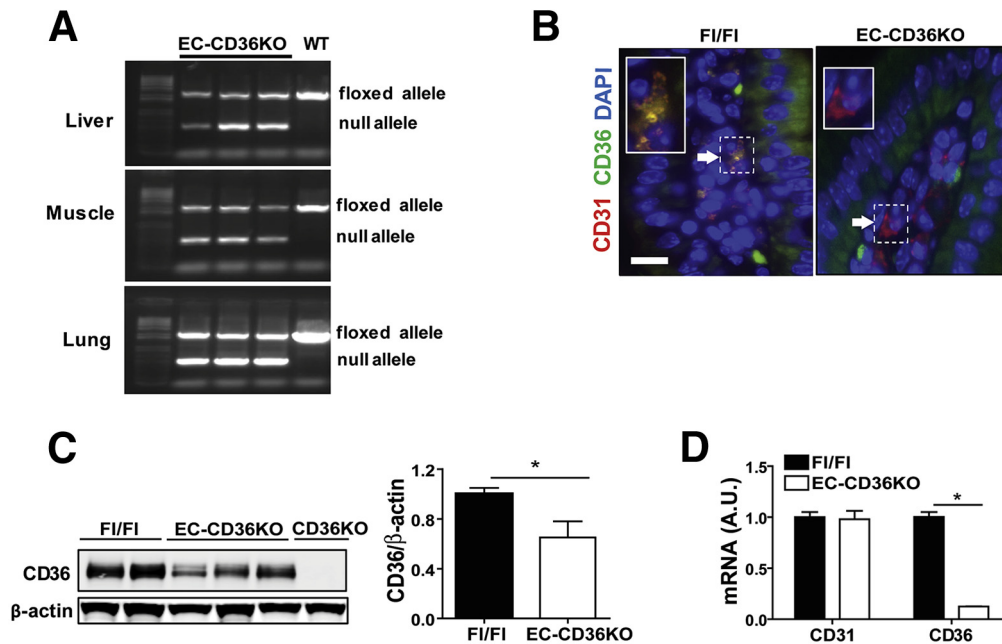 A
EC-CD36KO WT
Liver
floxed allele
null allele
Muscle
floxed allele
null allele
Lung
floxed allele
null allele
B
Fl/Fl EC-CD36KO
CD31 CD36 DAPI
C
Fl/Fl EC-CD36KO CD36KO
CD36
β-actin
CD36/β-actin
1.2
0.8
0.4
0.0
*
Fl/Fl EC-CD36KO
D
Fl/Fl
EC-CD36KO
mRNA (A.U.)
1.5
1.0
0.5
0.0
*
CD31 CD36